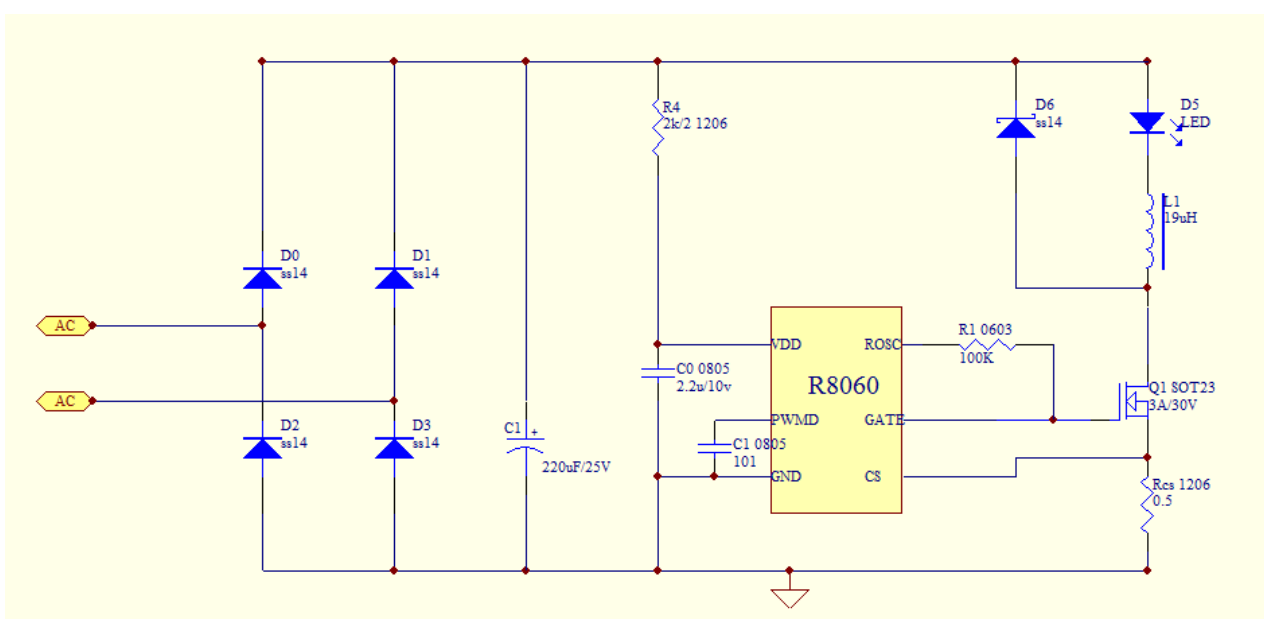 R4
2k/2 1206
D6
ss14
D5
LED
L1
19uH
D0
ss14
D1
ss14
AC
AC
D2
ss14
D3
ss14
C1
+
220uF/25V
C0 0805
2.2u/10v
C1 0805
101
VDD
ROSC
R8060
PWMD
GATE
GND
CS
R1 0603
100K
Q1 SOT23
3A/30V
Rcs 1206
0.5